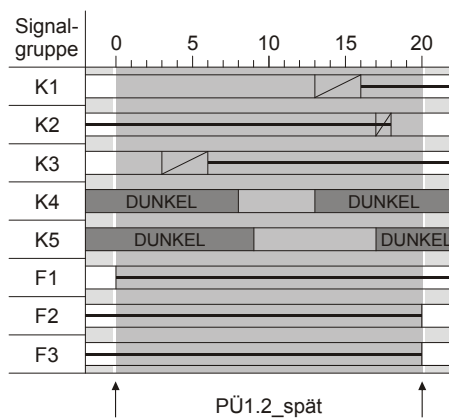 Signal-
gruppe
0 5 10 15 20
K1
K2
K3
K4 DUNKEL DUNKEL
K5 DUNKEL DUNKEL
F1
F2
F3
PÜ1.2_spät